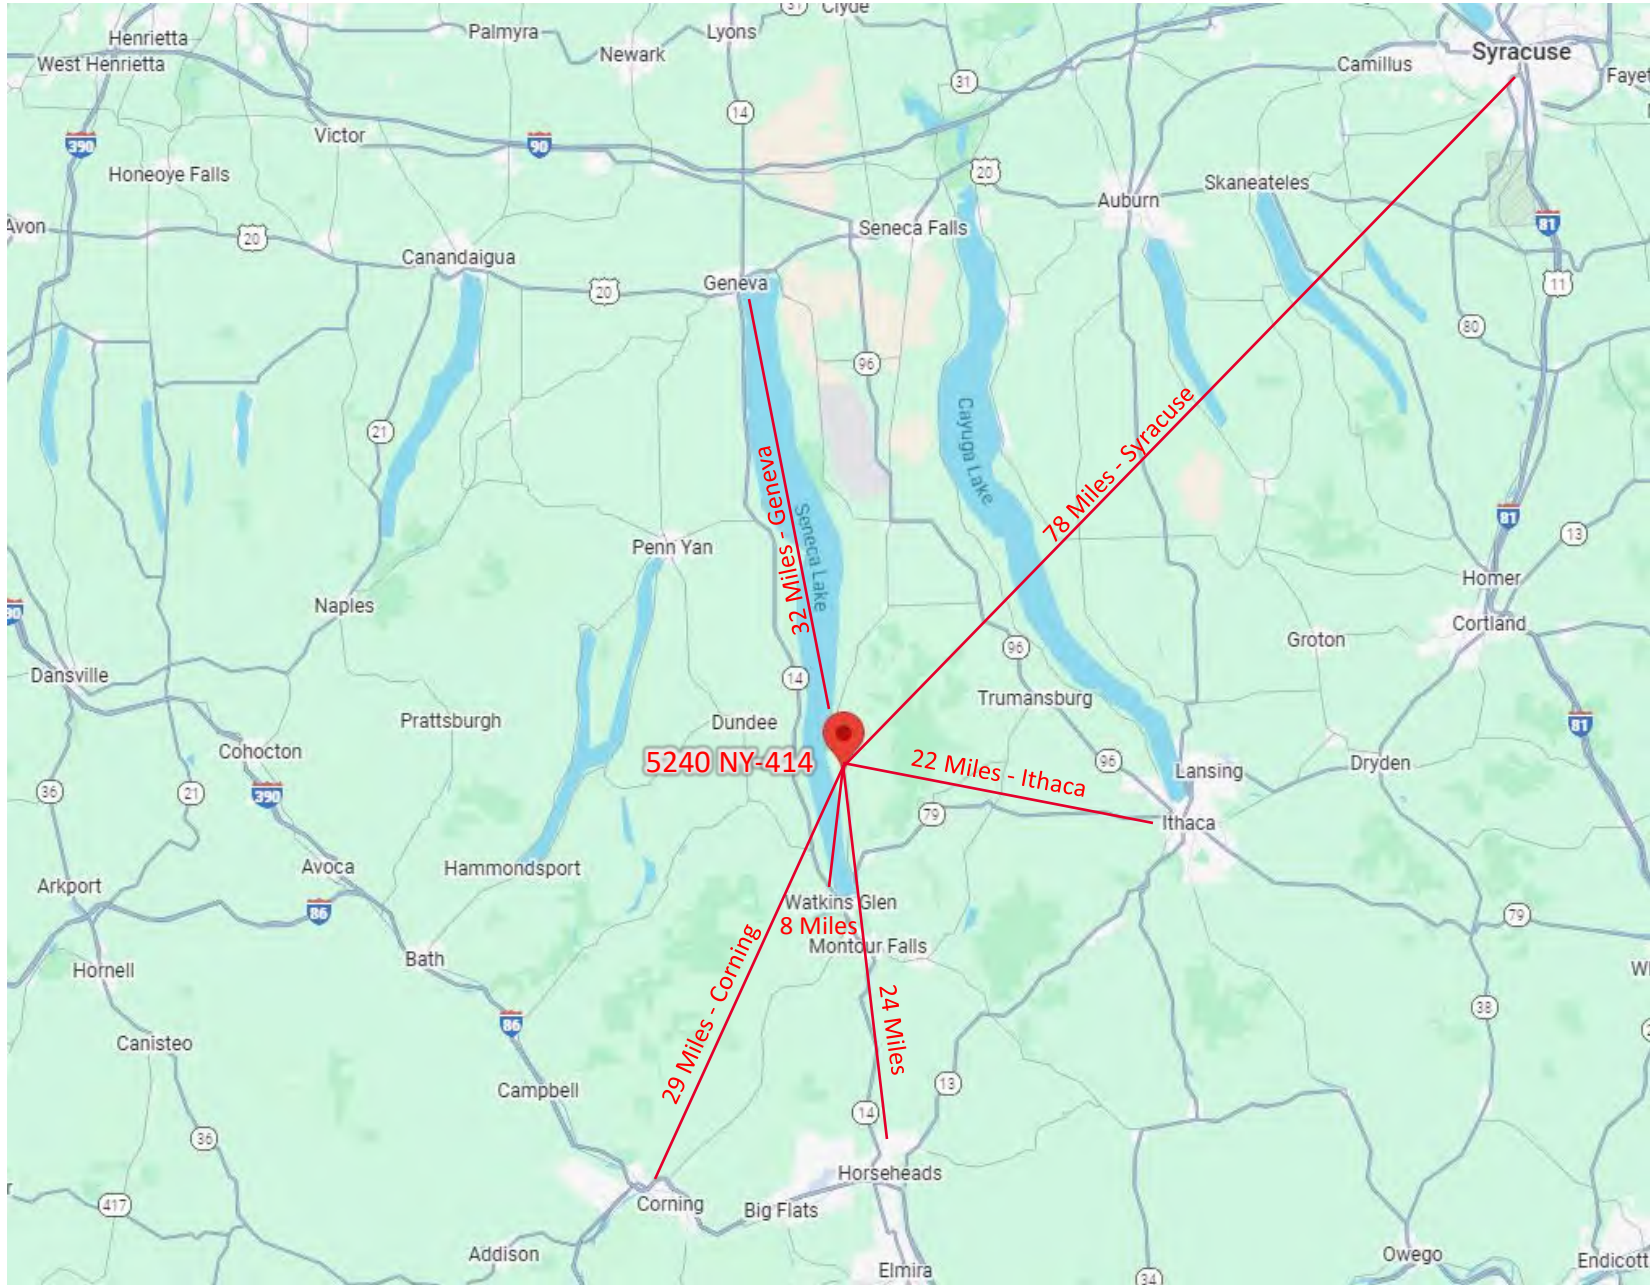 31
Clyde
Henrietta
Palmyra
Lyons
Newark
West Henrietta
Syracuse
Camillus
31
14
Victor
390
90
Honeoye Falls
20
Skaneateles
Auburn
Avon
20
Seneca Falls
81
Canandaigua
Geneva
20
11
80
96
21
Cayuga Lake
78 Miles - Syracuse
32 Miles - Geneva
Seneca Lake
81
13
Penn Yan
Homer
Naples
Cortland
Groton
96
Dansville
14
Trumansburg
Prattsburgh
Dundee
81
Cohocton
5240 NY-414
22 Miles - Ithaca
96
Lansing
Dryden
36
21
390
79
Ithaca
Avoca
Hammondsport
Arkport
86
Watkins Glen
8 Miles
79
Montour Falls
Bath
Hornell
29 Miles - Corning
24 Miles
38
86
Canisteo
Campbell
13
14
36
Horseheads
417
Corning
Big Flats
Addison
Elmira
34
Owego
Endicott